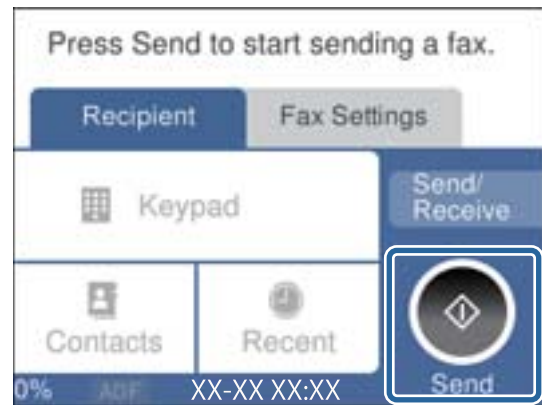 Press Send to start sending a fax.
Recipient
Fax Settings
Keypad
Send/
Receive
Contacts
Recent
Send
0%
ADF
XX-XX XX:XX